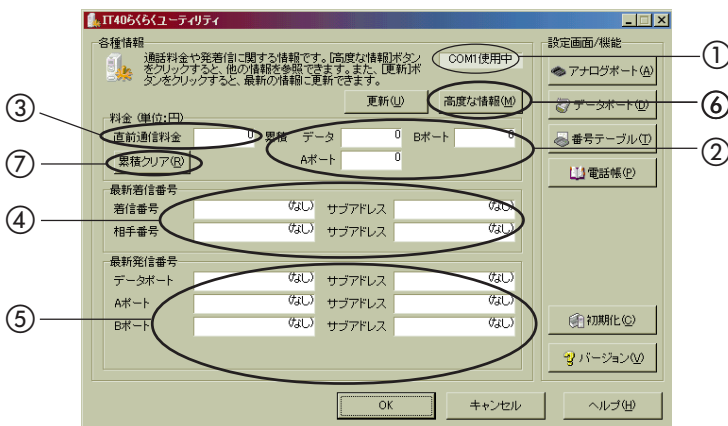 IT40らくらくユーティリティ
各種情報
通話料金や発着信に関する情報です。[高度な情報]ボタン
をクリックすると、他の情報を参照できます。また、[更新]ボ
タンをクリックすると、最新の情報に更新できます。
COM1使用中
①
更新(U)
高度な情報(M)
⑥
料金 (単位:円)
③
直前通信料金 0 累積 データ 0 Bポート 0
Aポート 0
②
⑦
累積クリア(R)
最新着信番号
④
着信番号 (なし) サブアドレス (なし)
相手番号 (なし) サブアドレス (なし)
最新発信番号
⑤
データポート (なし) サブアドレス (なし)
Aポート (なし) サブアドレス (なし)
Bポート (なし) サブアドレス (なし)
設定画面/機能
アナログポート(A)
データポート(D)
番号テーブル(T)
電話帳(P)
初期化(C)
バージョン(V)
OK
キャンセル
ヘルプ(H)